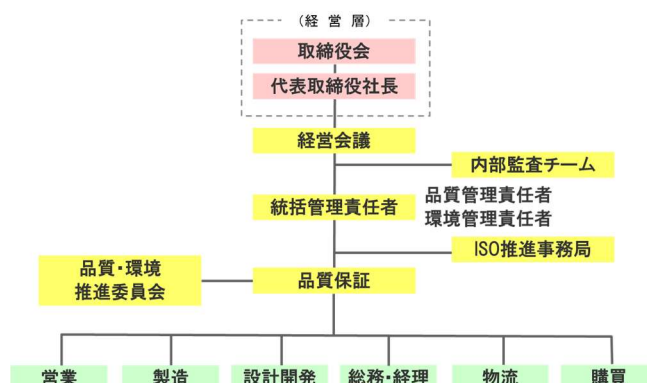 (経 営 層)
取締役会
代表取締役社長
経営会議
内部監査チーム
統括管理責任者
品質管理責任者
環境管理責任者
ISO推進事務局
品質・環境
推進委員会
品質保証
営業
製造
設計開発
総務・経理
物流
購買